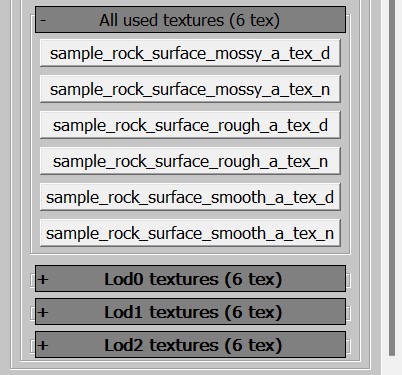 - All used textures (6 tex)
sample_rock_surface_mossy_a_tex_d
sample_rock_surface_mossy_a_tex_n
sample_rock_surface_rough_a_tex_d
sample_rock_surface_rough_a_tex_n
sample_rock_surface_smooth_a_tex_d
sample_rock_surface_smooth_a_tex_n
+ Lod0 textures (6 tex)
+ Lod1 textures (6 tex)
+ Lod2 textures (6 tex)